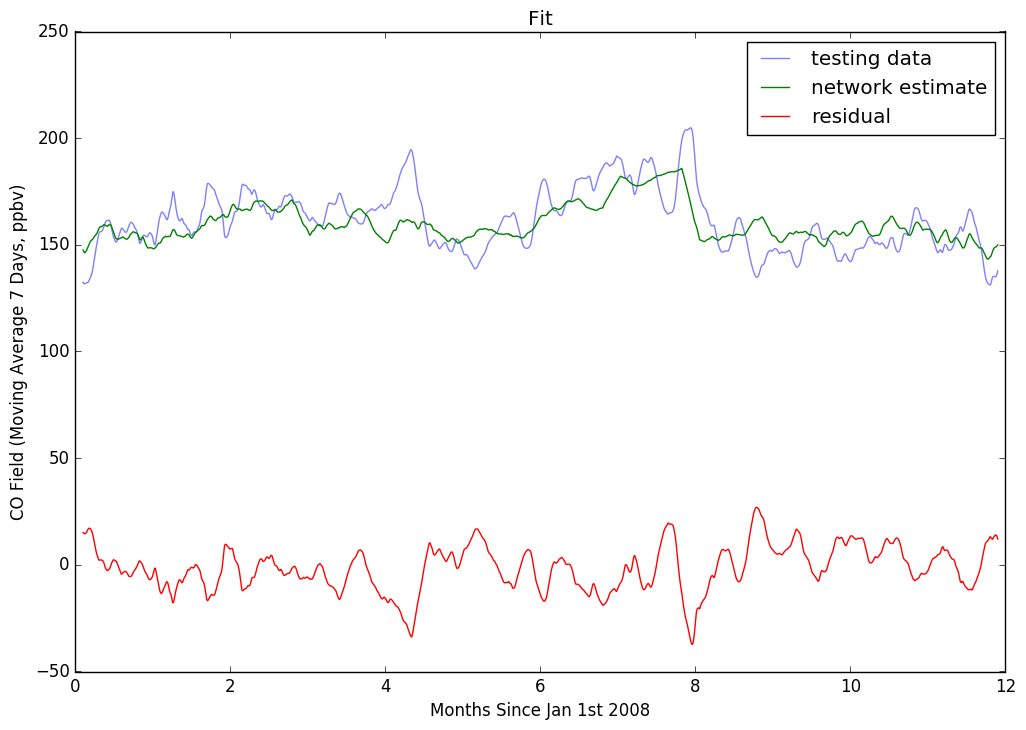 Fit
250
200
150
100
50
0
−50
0 2 4 6 8 10 12
CO Field (Moving Average 7 Days, ppbv)
Months Since Jan 1st 2008
testing data
network estimate
residual